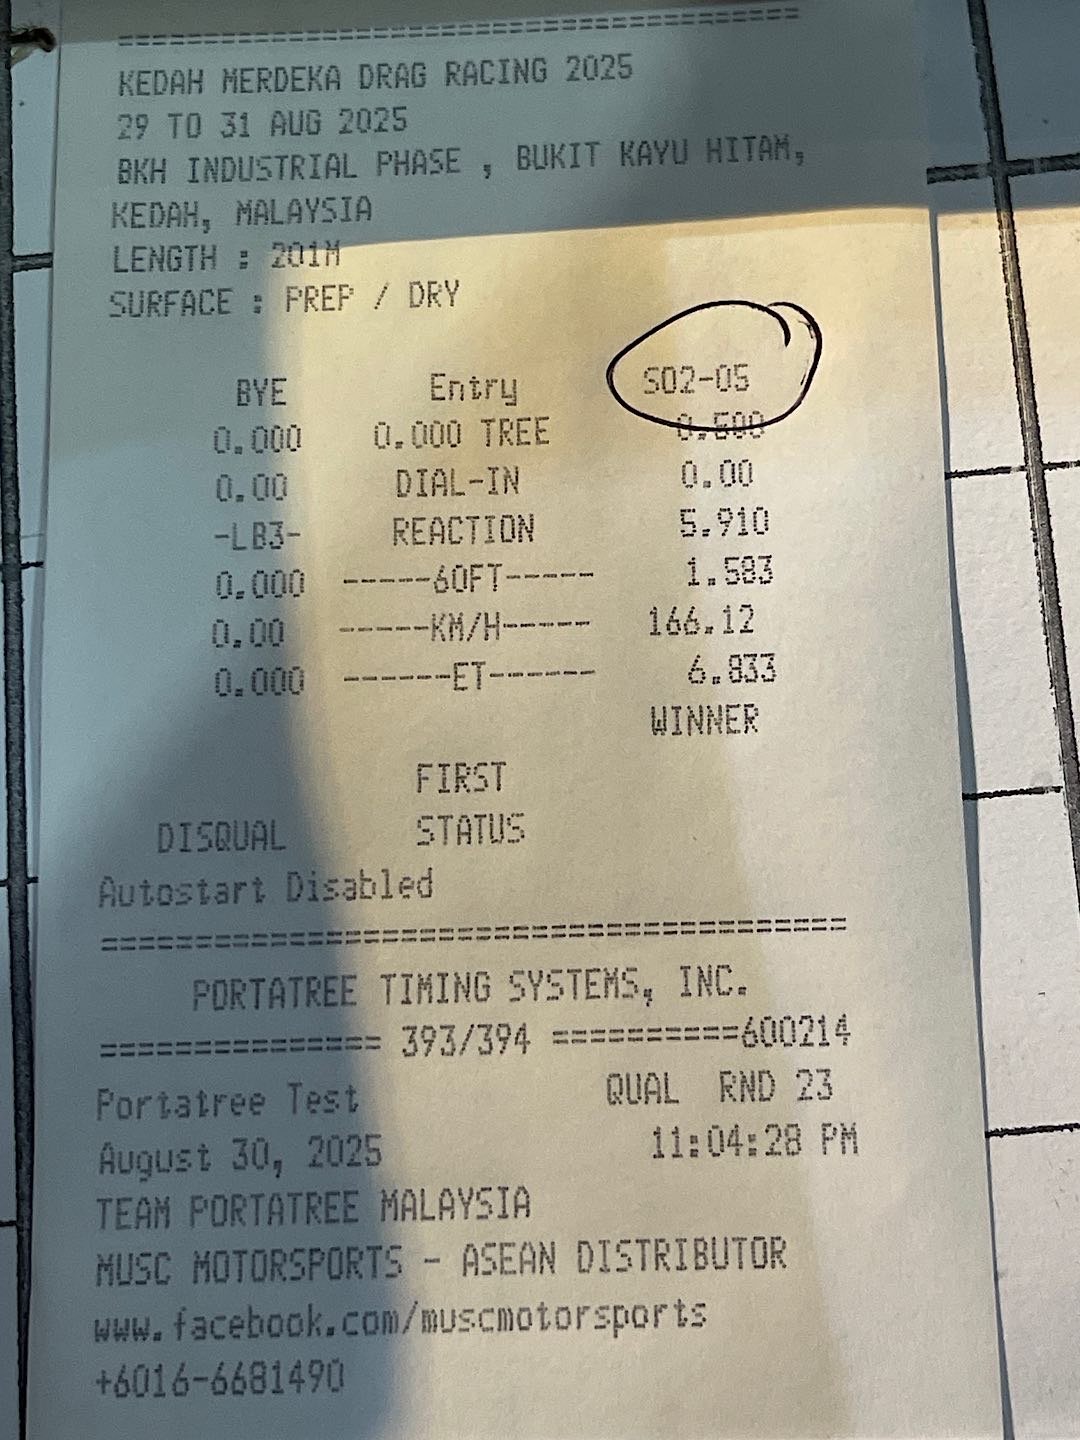 =====================================
KEDAH MERDEKA DRAG RACING 2025
29 TO 31 AUG 2025
BKH INDUSTRIAL PHASE , BUKIT KAYU HITAM,
KEDAH, MALAYSIA
LENGTH : 201M
SURFACE : PREP / DRY
BYE Entry S02-05
0.000 0.000 TREE 0.500
0.00 DIAL-IN 0.00
-LB3- REACTION 5.910
0.000 -----60FT----- 1.583
0.00 -----KM/H----- 166.12
0.000 ------ET------ 6.833
WINNER
FIRST
DISQUAL STATUS
Autostart Disabled
========================================
PORTATREE TIMING SYSTEMS, INC.
=============== 393/394 ==========600214
Portatree Test QUAL RND 23
August 30, 2025 11:04:28 PM
TEAM PORTATREE MALAYSIA
MUSC MOTORSPORTS - ASEAN DISTRIBUTOR
www.facebook.com/muscmotorsports
+6016-6681490